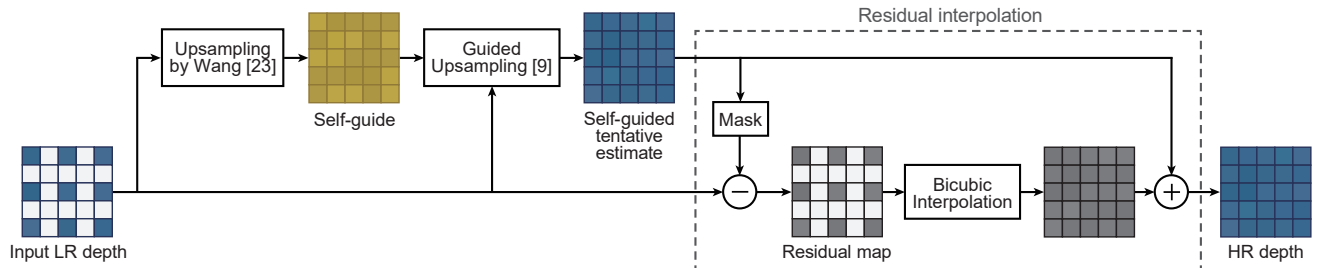 Residual interpolation
Upsampling
by Wang [23]
Guided
Upsampling [9]
Self-guide
Self-guided
tentative
estimate
Mask
Bicubic
Interpolation
−
+
Input LR depth
Residual map
HR depth